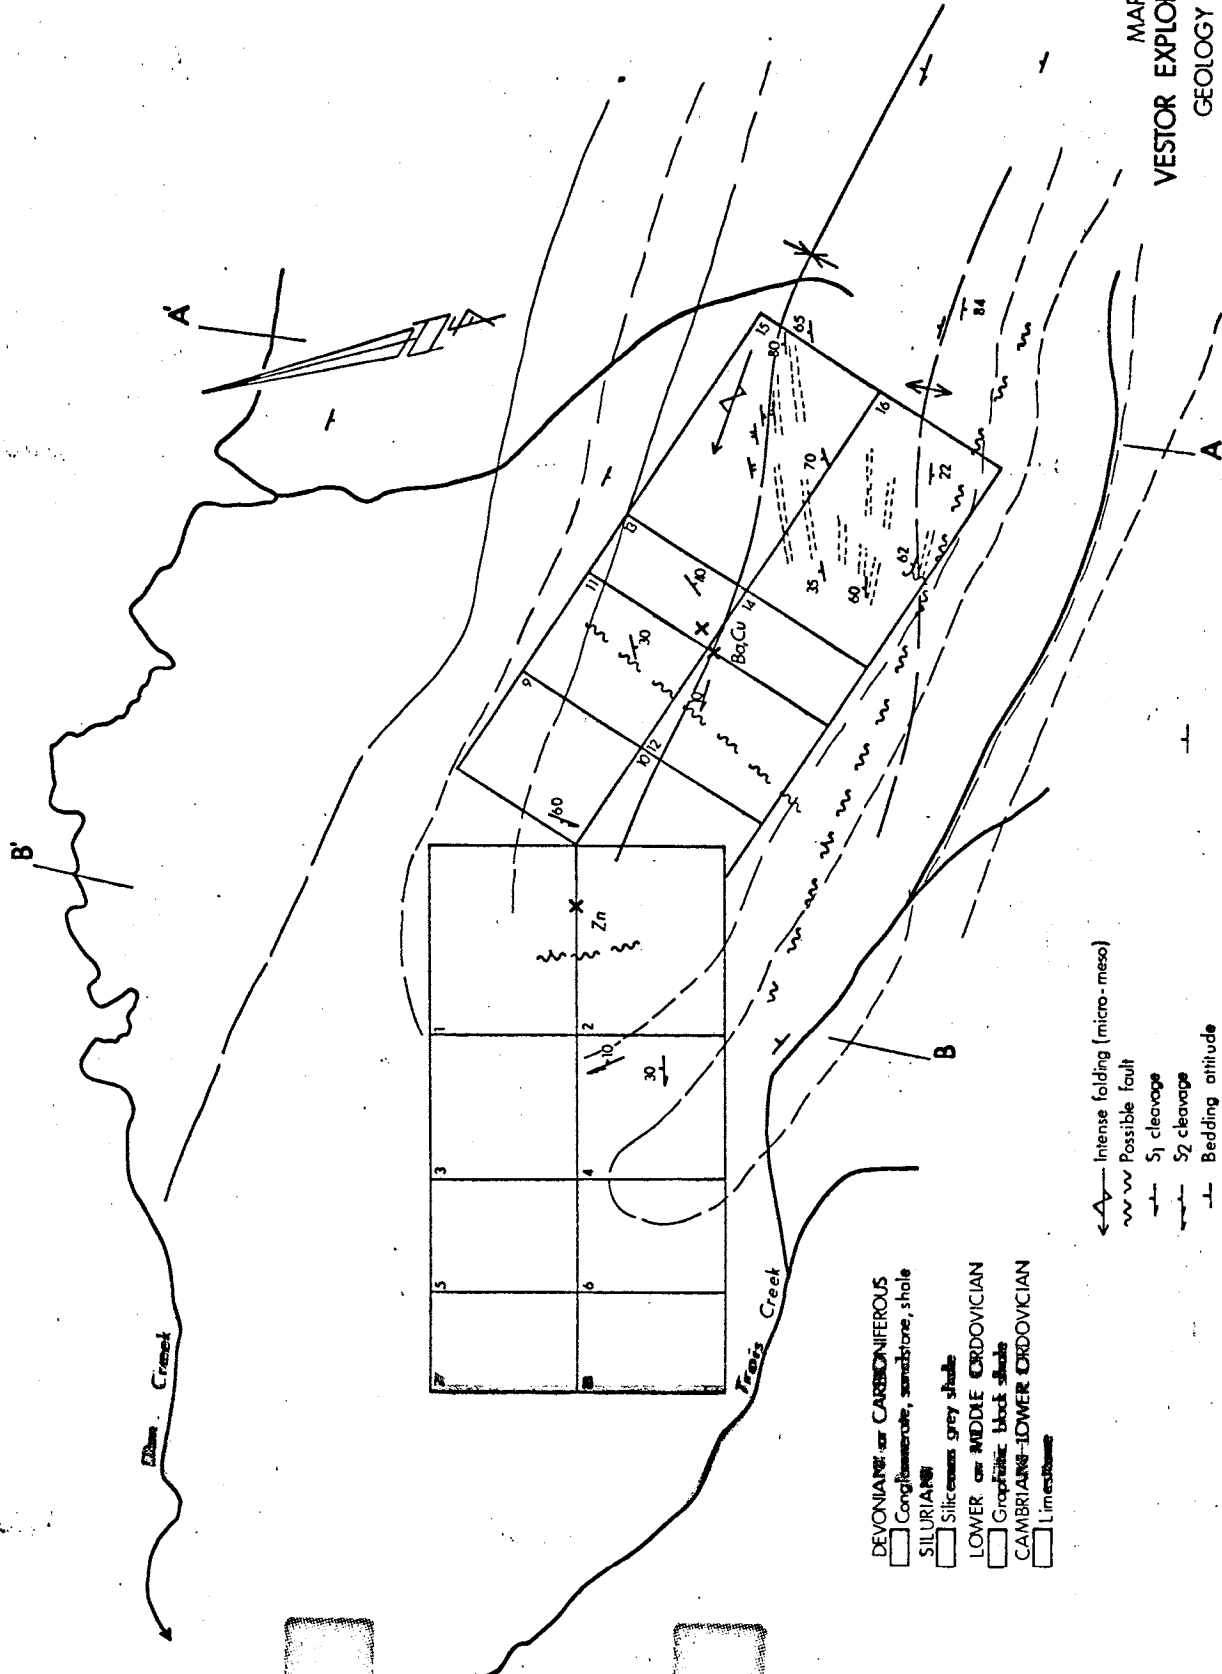 MAP
VESTOR EXPLOR
GEOLOGY
A'
B'
Creek
15
65
80
84
16
13
70
22
11
40
62
35
60
14
30
Ba,Cu
9
10
12
10
60
Zn
1
2
10
30
3
4
5
6
7
8
A
B
Trois Creek
DEVONIAN or CARBONIFEROUS
Conglomerate, sandstone, shale
SILURIAN
Siliceous grey shale
LOWER or MIDDLE ORDOVICIAN
Graphitic black shale
CAMBRIAN-LOWER ORDOVICIAN
Limestone
Intense folding (micro-meso)
Possible fault
S1 cleavage
S2 cleavage
Bedding attitude